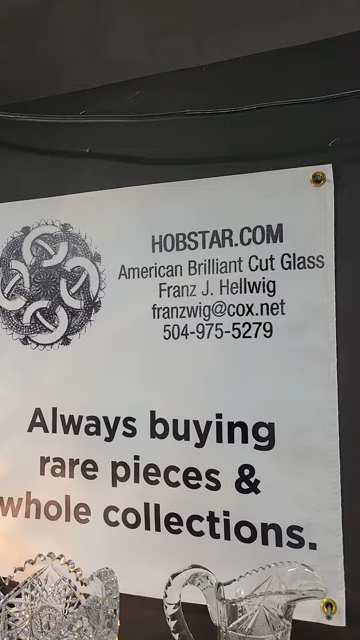 HOBSTAR.COM
American Brilliant Cut Glass
Franz J. Hellwig
franzwig@cox.net
504-975-5279
Always buying
rare pieces &
whole collections.